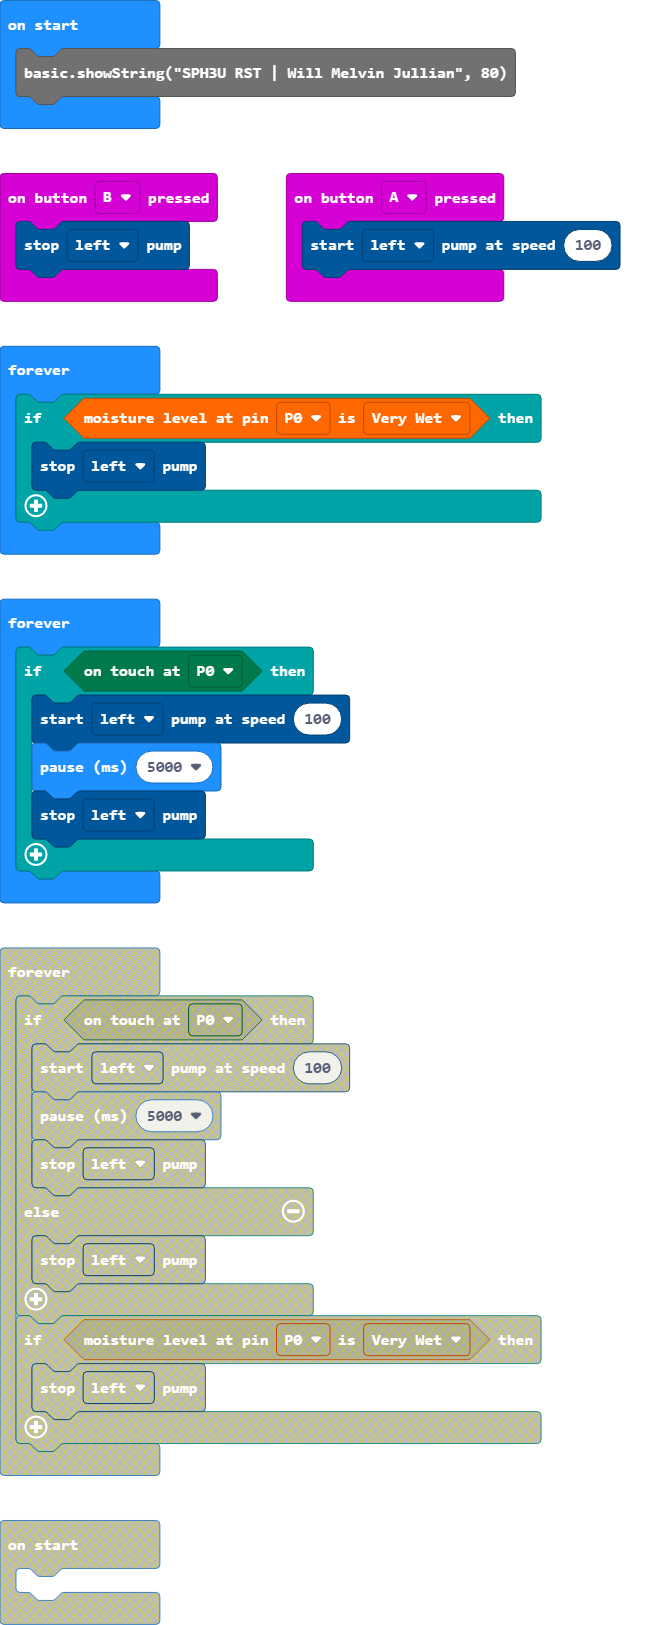 on start
basic.showString("SPH3U RST | Will Melvin Jullian", 80)
on button B pressed
stop left pump
on button A pressed
start left pump at speed 100
forever
if moisture level at pin P0 is Very Wet then
stop left pump
forever
if on touch at P0 then
start left pump at speed 100
pause (ms) 5000
stop left pump
forever
if on touch at P0 then
start left pump at speed 100
pause (ms) 5000
stop left pump
else
stop left pump
if moisture level at pin P0 is Very Wet then
stop left pump
on start